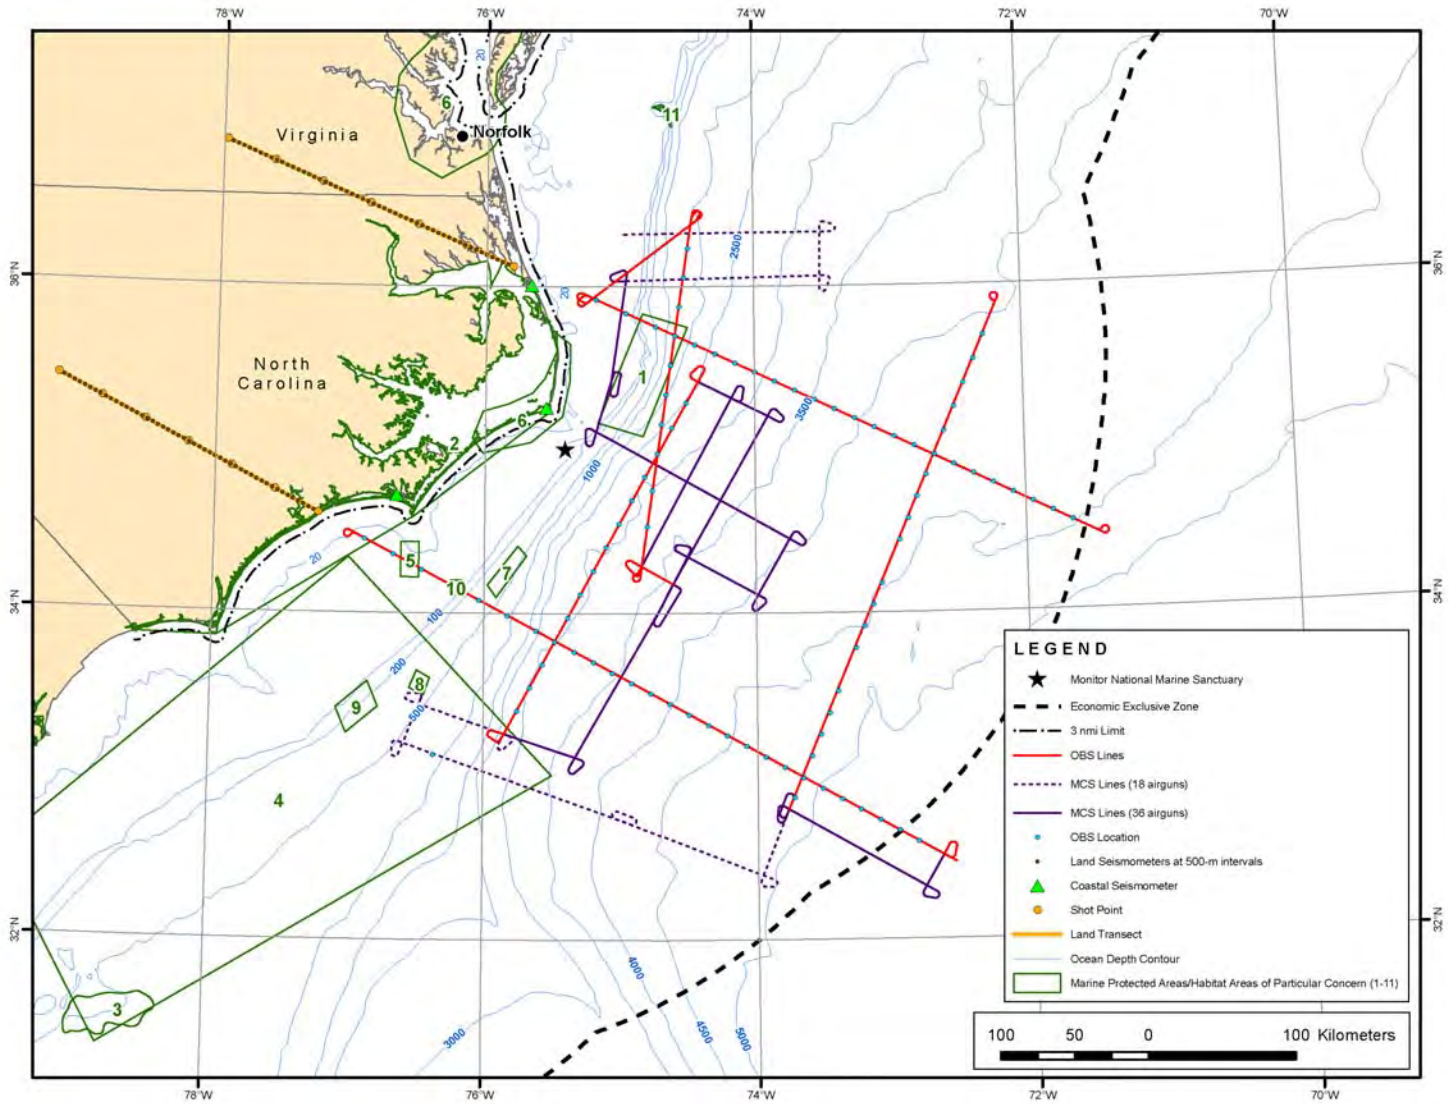 78°W 76°W 74°W 72°W 70°W
20
6
11
Norfolk
Virginia
2500
36°N
36°N
20
North
Carolina
1
3500
6
2
1000
5
7
10
20
34°N
34°N
100
200
8
9
500
4
3
4000
3000
4500
5000
32°N
32°N
LEGEND
Monitor National Marine Sanctuary
Economic Exclusive Zone
3 nmi Limit
OBS Lines
MCS Lines (18 airguns)
MCS Lines (36 airguns)
OBS Location
Land Seismometers at 500-m intervals
Coastal Seismometer
Shot Point
Land Transect
Ocean Depth Contour
Marine Protected Areas/Habitat Areas of Particular Concern (1-11)
100 50 0 100 Kilometers
78°W 76°W 74°W 72°W 70°W